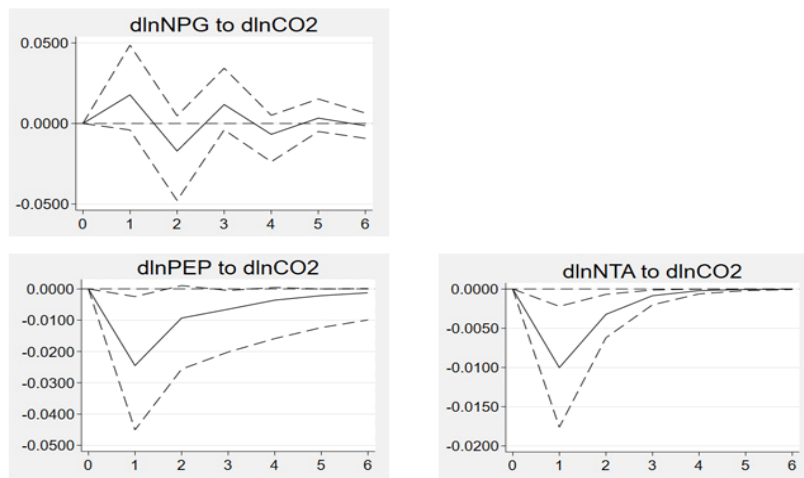 dlnNPG to dlnCO2
0.0500
0.0000
-0.0500
0 1 2 3 4 5 6
dlnPEP to dlnCO2
0.0000
-0.0100
-0.0200
-0.0300
-0.0400
-0.0500
0 1 2 3 4 5 6
dlnNTA to dlnCO2
0.0000
-0.0050
-0.0100
-0.0150
-0.0200
0 1 2 3 4 5 6